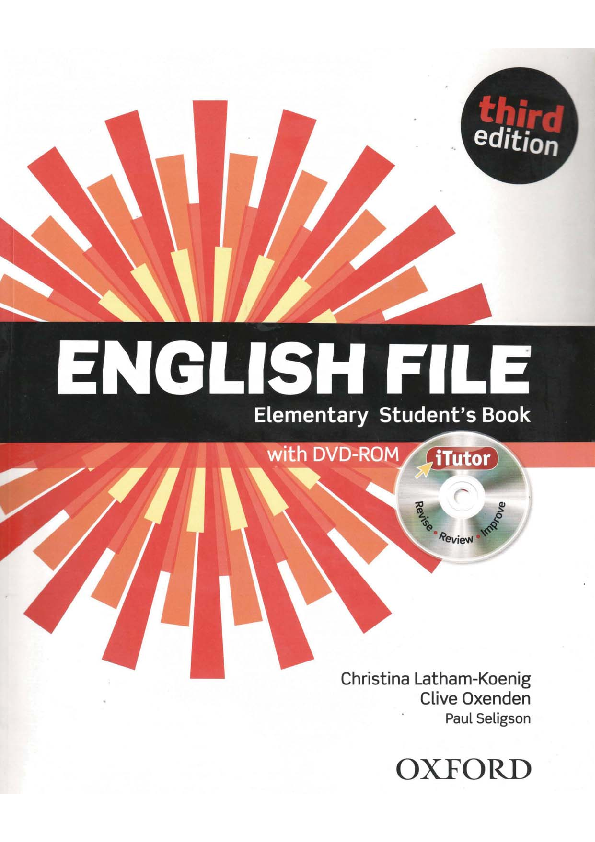 third
edition
ENGLISH FILE
Elementary Student's Book
with DVD-ROM
iTutor
Revise • Review • Improve
Christina Latham-Koenig
Clive Oxenden
Paul Seligson
OXFORD